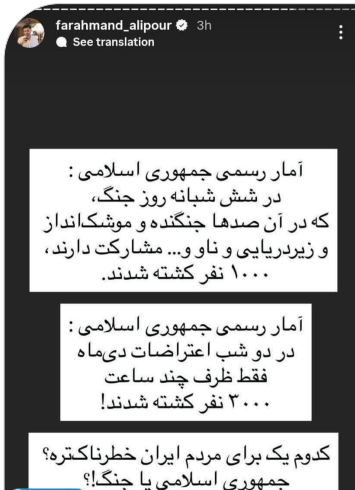 farahmand_alipour 3h
See translation
آمار رسمی جمهوری اسلامی :
در شش شبانه روز جنگ،
که در آن صدها جنگنده و موشک‌انداز
و زیردریایی و ناو و... مشارکت دارند،
۱۰۰۰ نفر کشته شدند.
آمار رسمی جمهوری اسلامی :
در دو شب اعتراضات دی‌ماه
فقط ظرف چند ساعت
۳۰۰۰ نفر کشته شدند!
کدوم یک برای مردم ایران خطرناکتره؟
جمهوری اسلامی یا جنگ!؟